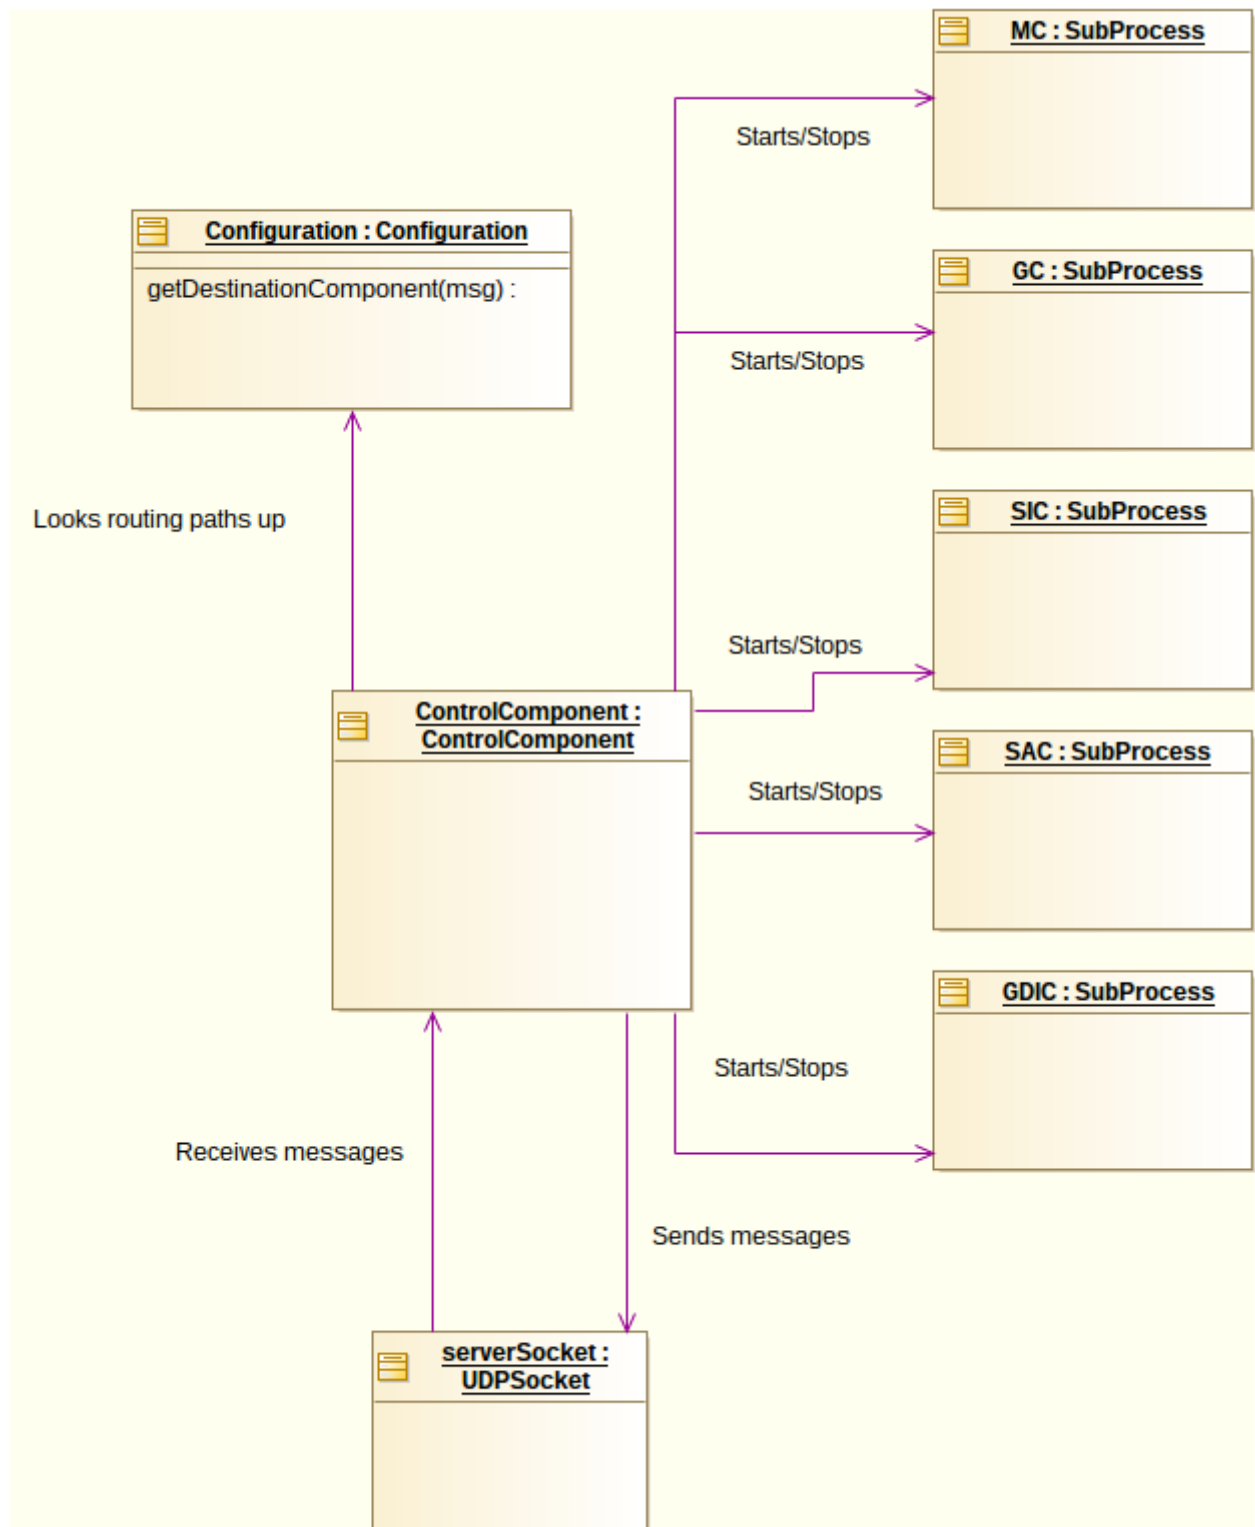 MC : SubProcess
Starts/Stops
Configuration : Configuration
getDestinationComponent(msg) :
GC : SubProcess
Starts/Stops
Looks routing paths up
SIC : SubProcess
Starts/Stops
ControlComponent :
ControlComponent
SAC : SubProcess
Starts/Stops
GDIC : SubProcess
Starts/Stops
Receives messages
Sends messages
serverSocket :
UDPSocket